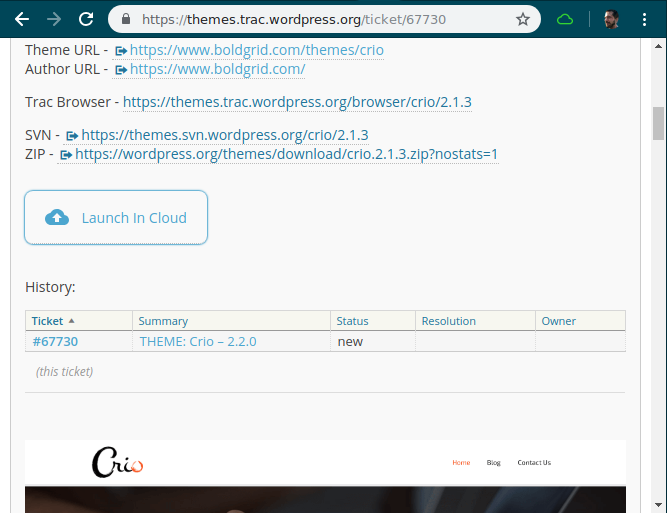 https://themes.trac.wordpress.org/ticket/67730
Theme URL - https://www.boldgrid.com/themes/crio
Author URL - https://www.boldgrid.com/
Trac Browser - https://themes.trac.wordpress.org/browser/crio/2.1.3
SVN - https://themes.svn.wordpress.org/crio/2.1.3
ZIP - https://wordpress.org/themes/download/crio.2.1.3.zip?nostats=1
Launch In Cloud
History:
Ticket Summary Status Resolution Owner
#67730 THEME: Crio – 2.2.0 new
(this ticket)
Crio Home Blog Contact Us